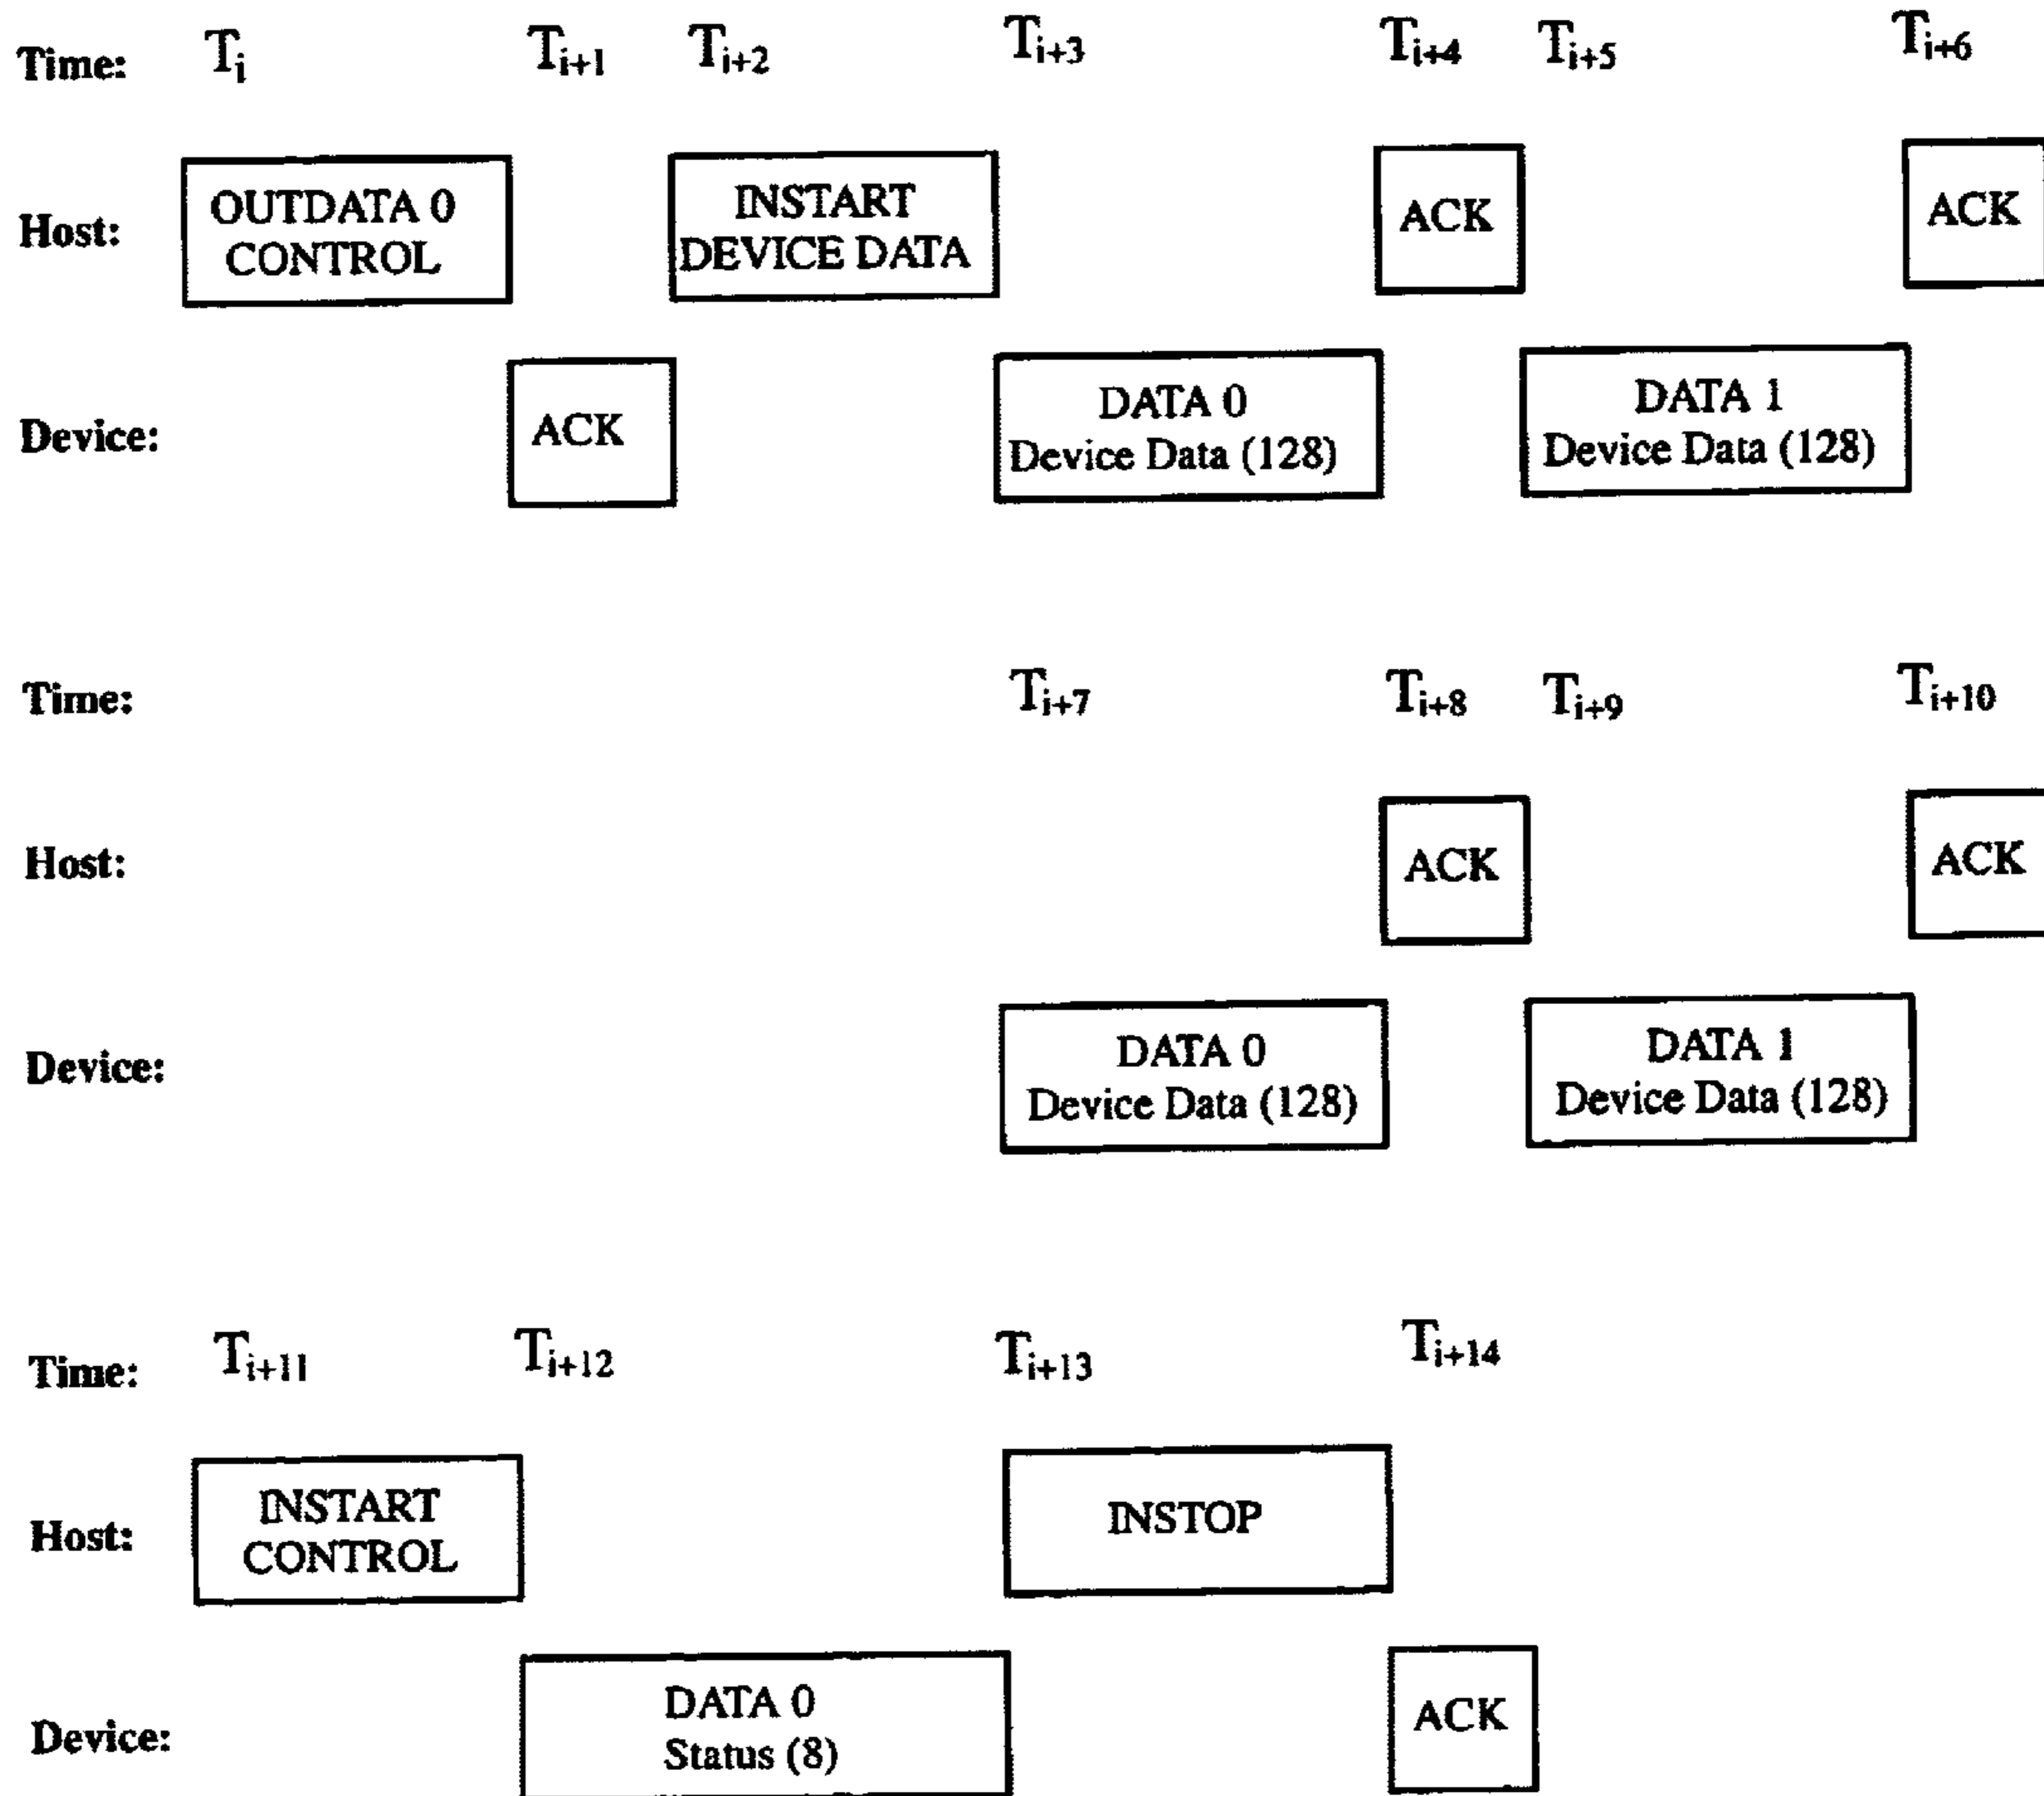 Time: Ti Ti+1 Ti+2 Ti+3 Ti+4 Ti+5 Ti+6
Host: OUTDATA 0 CONTROL INSTART DEVICE DATA ACK ACK
Device: ACK DATA 0 Device Data (128) DATA 1 Device Data (128)
Time: Ti+7 Ti+8 Ti+9 Ti+10
Host: ACK ACK
Device: DATA 0 Device Data (128) DATA 1 Device Data (128)
Time: Ti+11 Ti+12 Ti+13 Ti+14
Host: INSTART CONTROL INSTOP
Device: DATA 0 Status (8) ACK